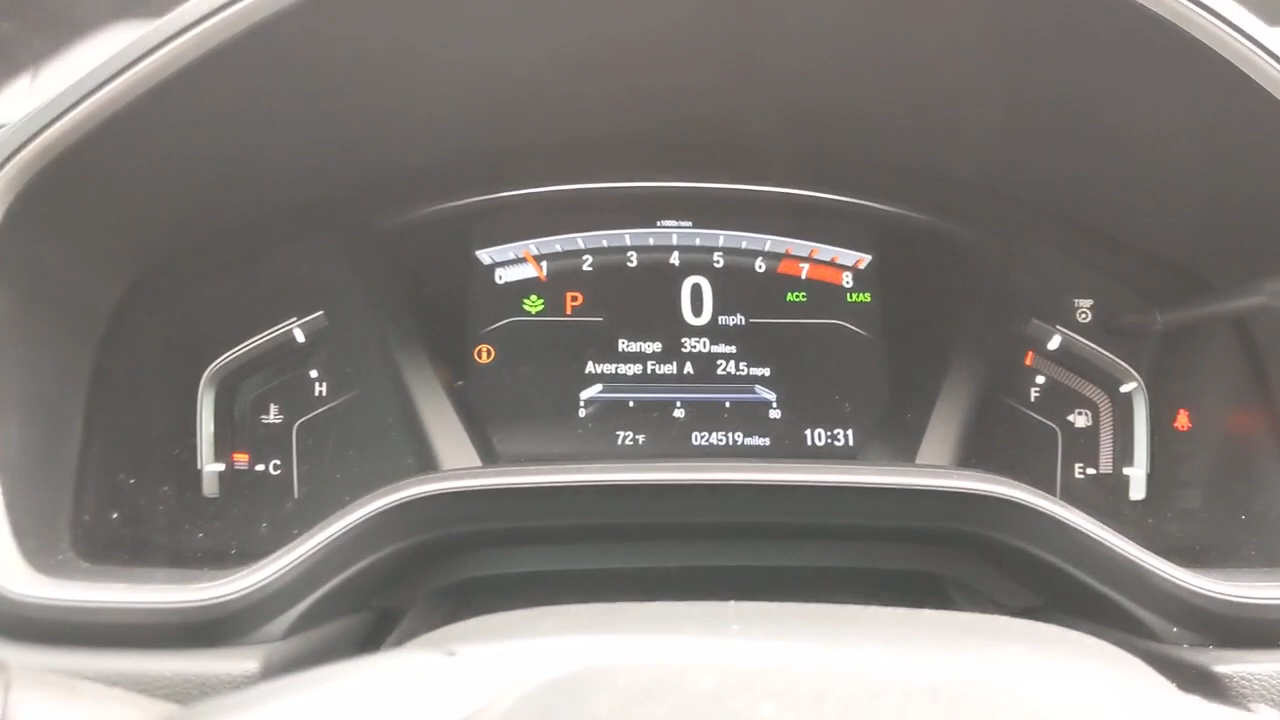 x1000r/min
0 1 2 3 4 5 6 7 8
P 0 mph ACC LKAS
TRIP
Range 350 miles
Average Fuel A 24.5 mpg
H
F
0 40 80
72°F 024519 miles 10:31
C
E